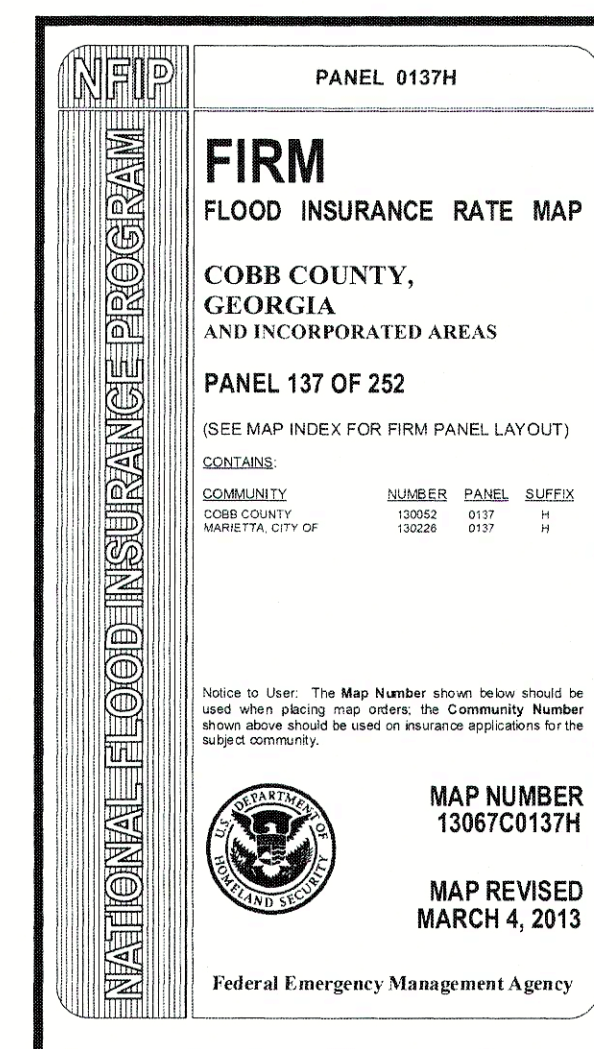 NFIP
PANEL 0137H
NATIONAL FLOOD INSURANCE PROGRAM
FIRM
FLOOD INSURANCE RATE MAP
COBB COUNTY,
GEORGIA
AND INCORPORATED AREAS
PANEL 137 OF 252
(SEE MAP INDEX FOR FIRM PANEL LAYOUT)
CONTAINS:
COMMUNITY NUMBER PANEL SUFFIX
COBB COUNTY 130052 0137 H
MARIETTA, CITY OF 130226 0137 H
Notice to User: The Map Number shown below should be
used when placing map orders; the Community Number
shown above should be used on insurance applications for the
subject community.
U.S. DEPARTMENT OF HOMELAND SECURITY
MAP NUMBER
13067C0137H
MAP REVISED
MARCH 4, 2013
Federal Emergency Management Agency